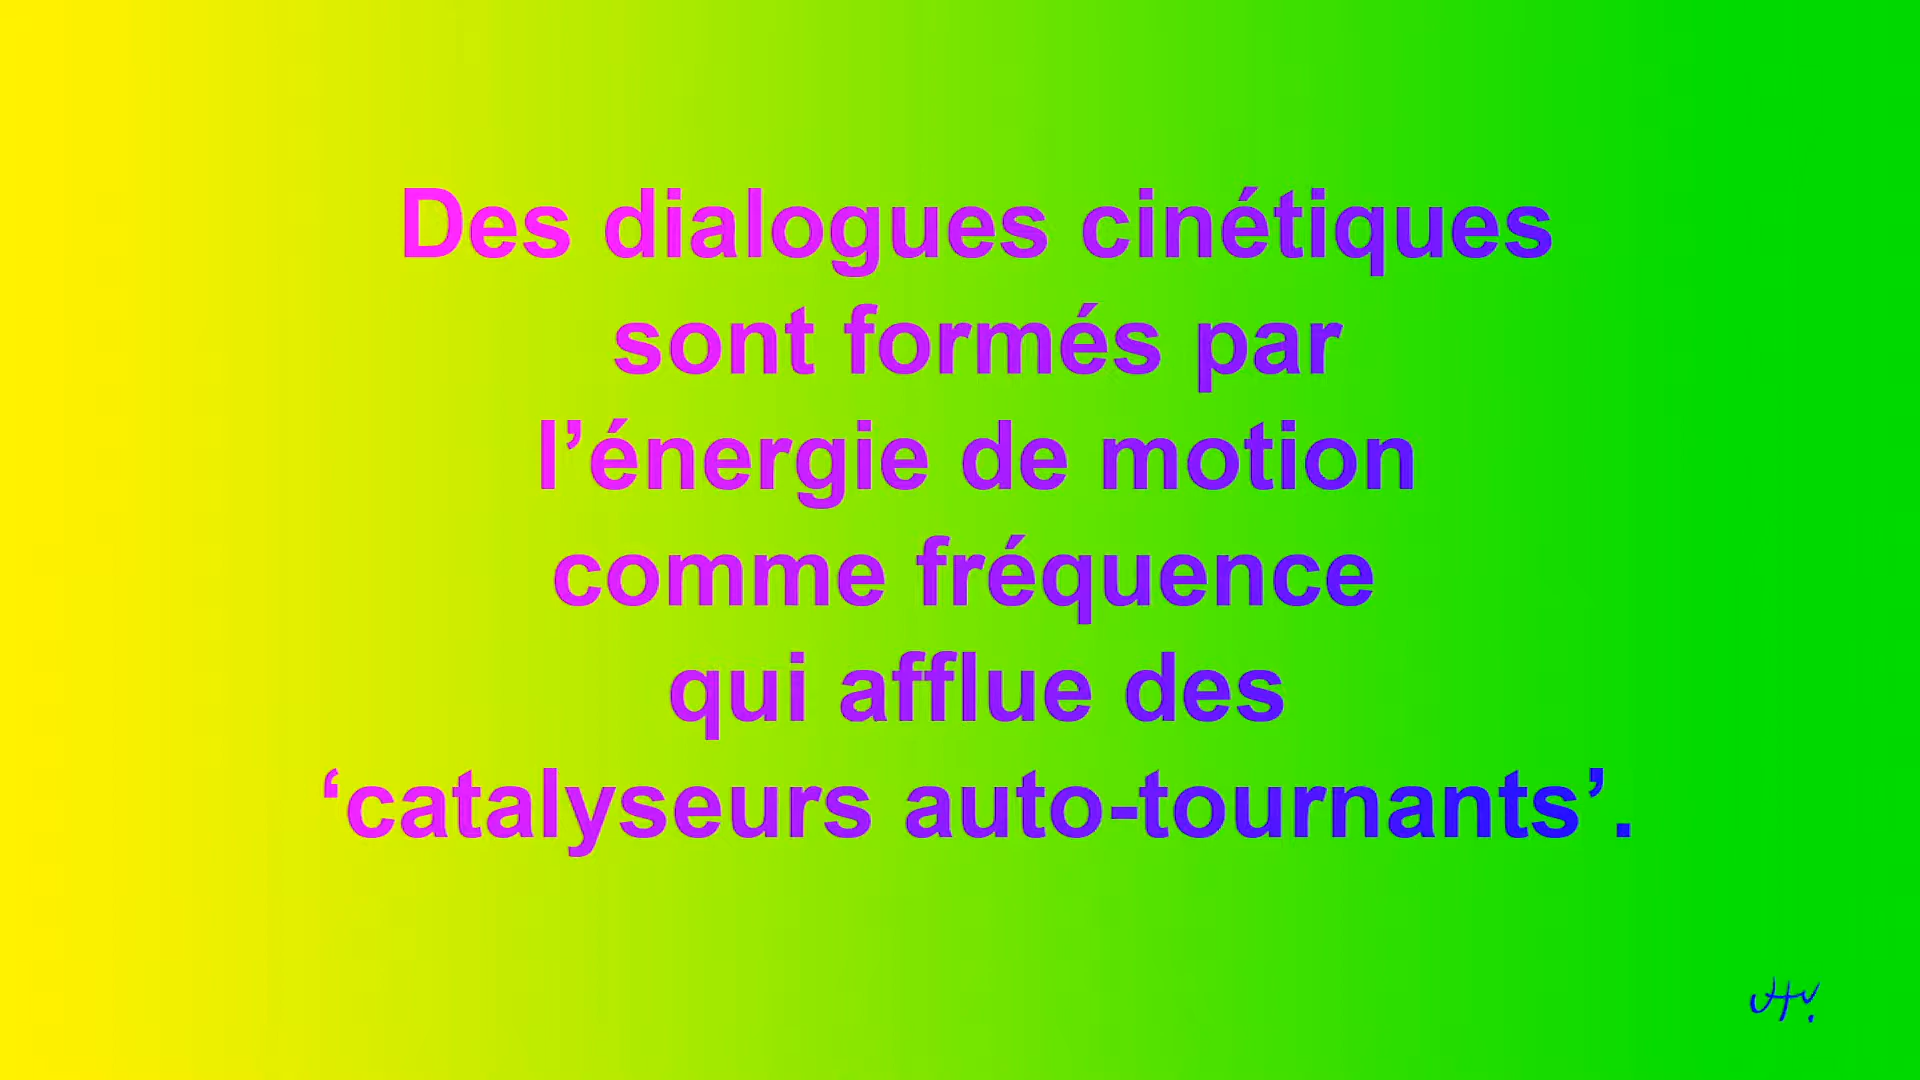 Des dialogues cinétiques
sont formés par
l’énergie de motion
comme fréquence
qui afflue des
‘catalyseurs auto-tournants’.